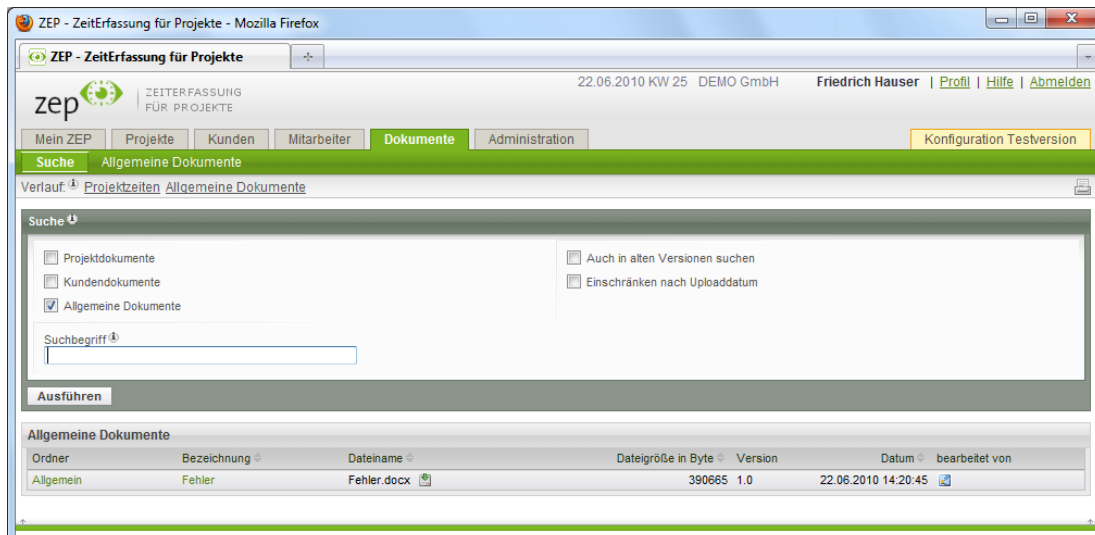 ZEP - ZeitErfassung für Projekte - Mozilla Firefox
ZEP - ZeitErfassung für Projekte
zep ZEITERFASSUNG FÜR PROJEKTE
22.06.2010 KW 25 DEMO GmbH Friedrich Hauser | Profil | Hilfe | Abmelden
Mein ZEP Projekte Kunden Mitarbeiter Dokumente Administration Konfiguration Testversion
Suche Allgemeine Dokumente
Verlauf: Projektzeiten Allgemeine Dokumente
Suche
Projektdokumente Auch in alten Versionen suchen
Kundendokumente Einschränken nach Uploaddatum
Allgemeine Dokumente
Suchbegriff
Ausführen
Allgemeine Dokumente
Ordner Bezeichnung Dateiname Dateigröße in Byte Version Datum bearbeitet von
Allgemein Fehler Fehler.docx 390665 1.0 22.06.2010 14:20:45